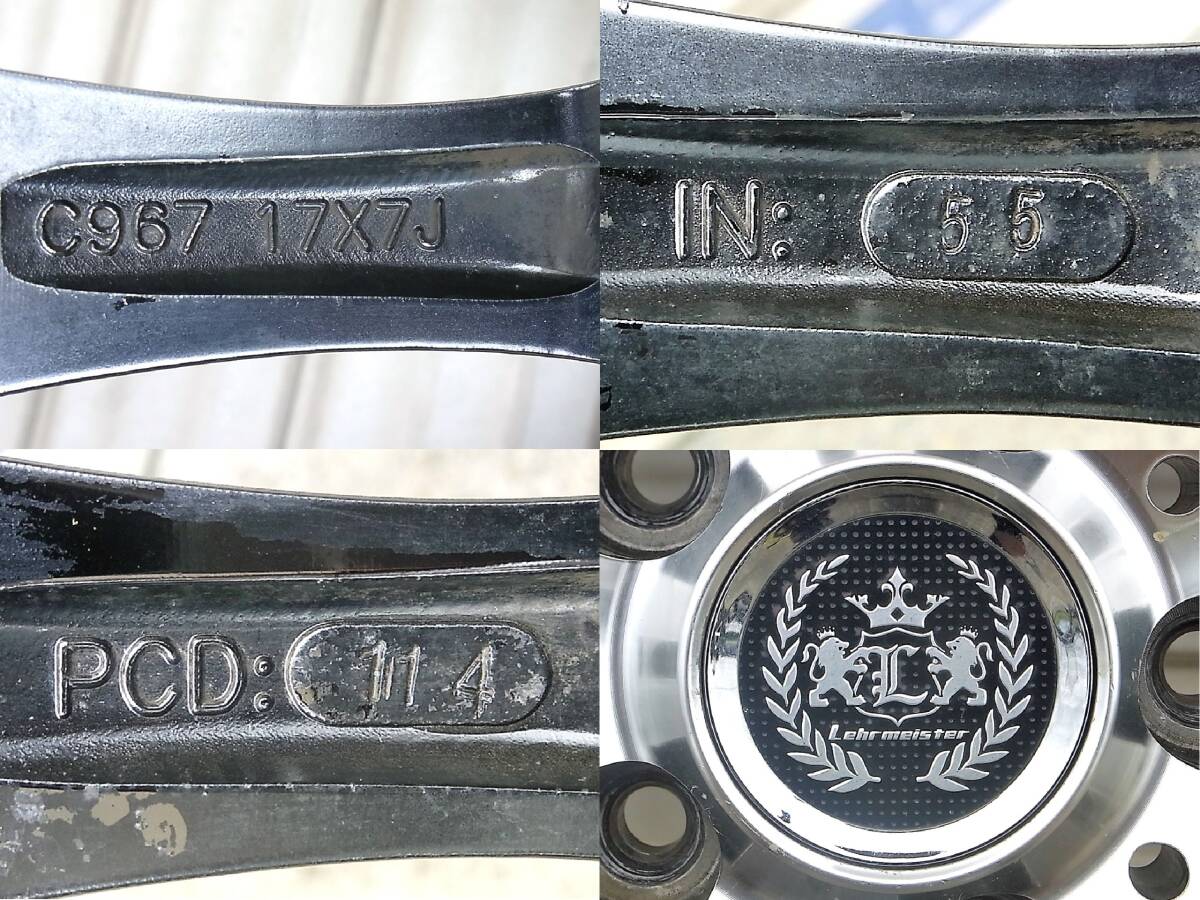 C967 17X7J
IN: 55
PCD: 114
L
Lehrmeister